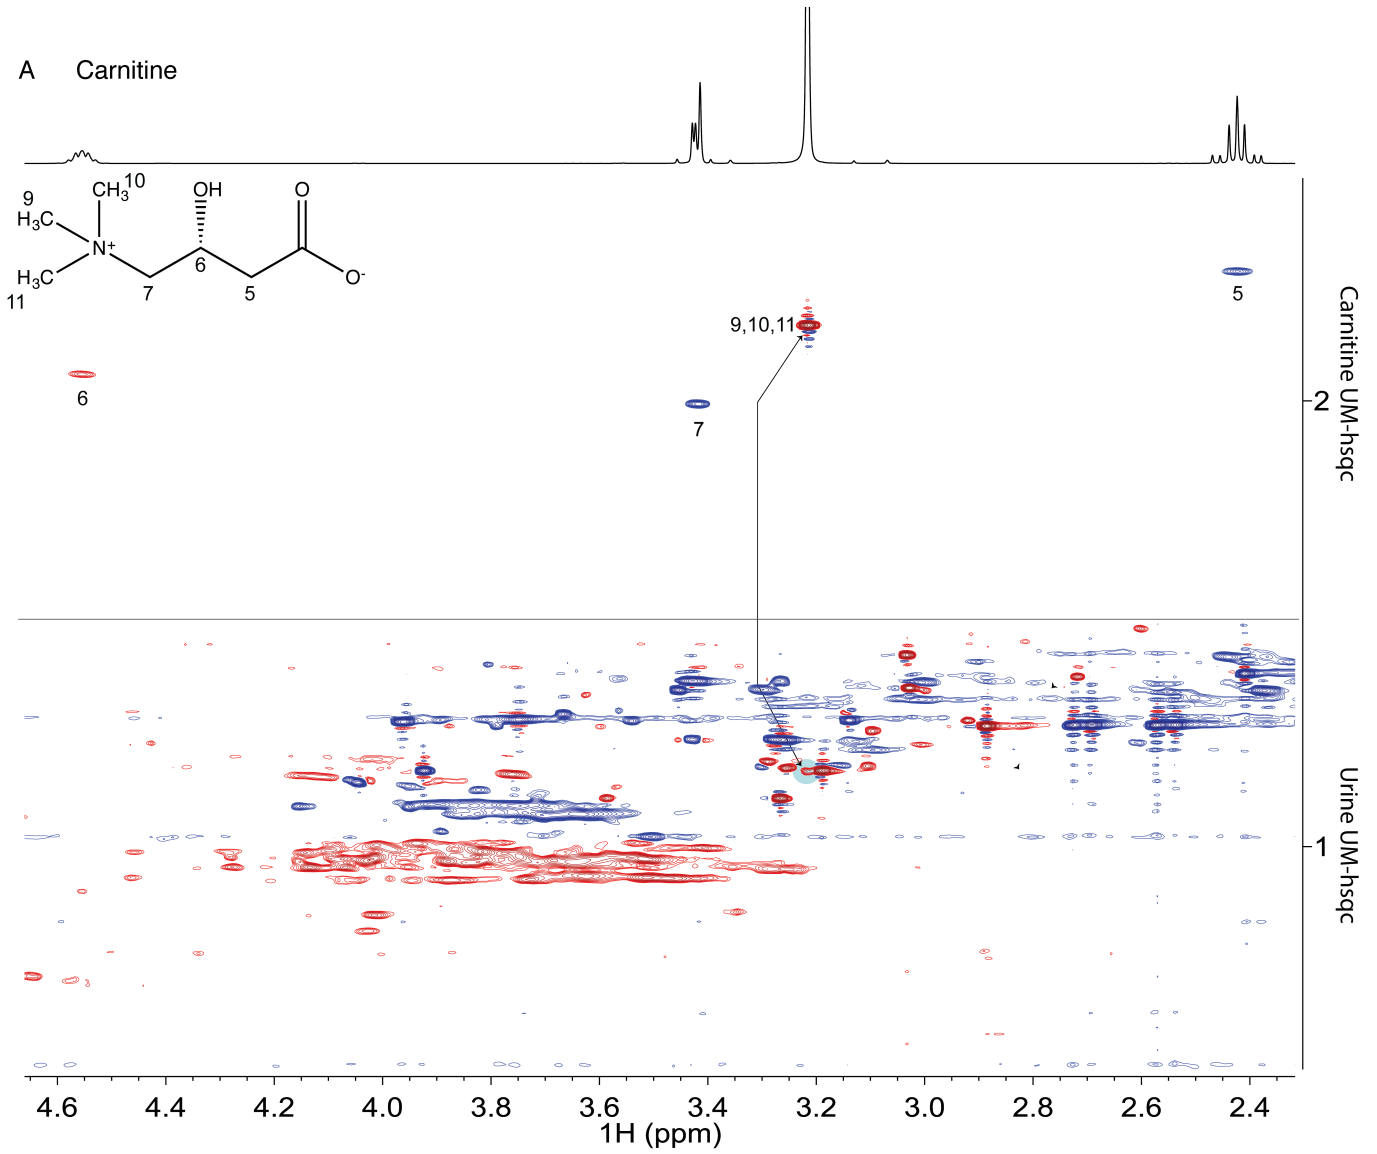 A Carnitine
CH₃10
OH
O
9
H₃C
N⁺
6
H₃C
O⁻
11
7
5
9,10,11
5
6
7
2
Carnitine UM-hsqc
1
Urine UM-hsqc
4.6 4.4 4.2 4.0 3.8 3.6 3.4 3.2 3.0 2.8 2.6 2.4
1H (ppm)